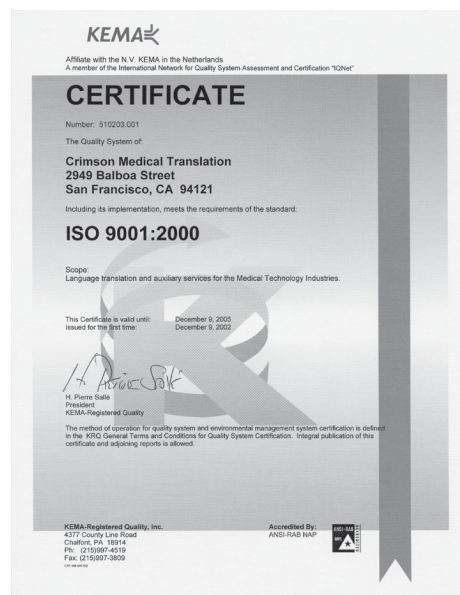 KEMA
Affiliate with the N.V. KEMA in the Netherlands
A member of the International Network for Quality System Assessment and Certification "IQNet"
CERTIFICATE
Number: 510203.001
The Quality System of:
Crimson Medical Translation
2949 Balboa Street
San Francisco, CA 94121
Including its implementation, meets the requirements of the standard:
ISO 9001:2000
Scope:
Language translation and auxiliary services for the Medical Technology Industries.
This Certificate is valid until: December 9, 2005
Issued for the first time: December 9, 2002
H. Pierre Sallé
President
KEMA-Registered Quality
The method of operation for quality system and environmental management system certification is defined
in the KRQ General Terms and Conditions for Quality System Certification. Integral publication of this
certificate and adjoining reports is allowed.
KEMA-Registered Quality, Inc.
4377 County Line Road
Chalfont, PA 18914
Ph: (215)997-4519
Fax: (215)997-3809
Accredited By:
ANSI-RAB NAP
ANSI-RAB